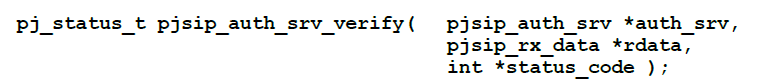 pj_status_t pjsip_auth_srv_verify( pjsip_auth_srv *auth_srv,
pjsip_rx_data *rdata,
int *status_code );